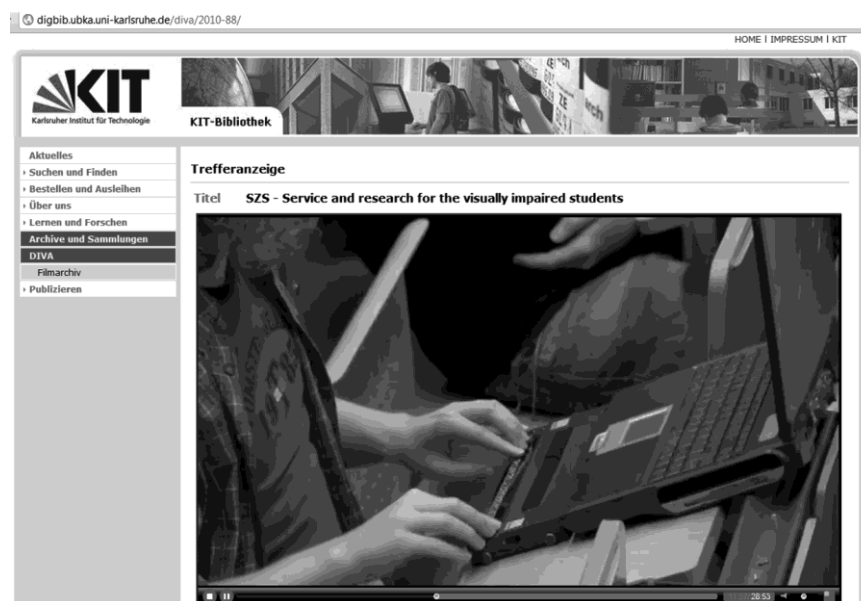 digbib.ubka.uni-karlsruhe.de/diva/2010-88/
HOME | IMPRESSUM | KIT
KIT
Karlsruher Institut für Technologie
KIT-Bibliothek
Aktuelles
Suchen und Finden
Bestellen und Ausleihen
Über uns
Lernen und Forschen
Archive und Sammlungen
DIVA
Filmarchiv
Publizieren
Trefferanzeige
Titel SZS - Service and research for the visually impaired students
28:53